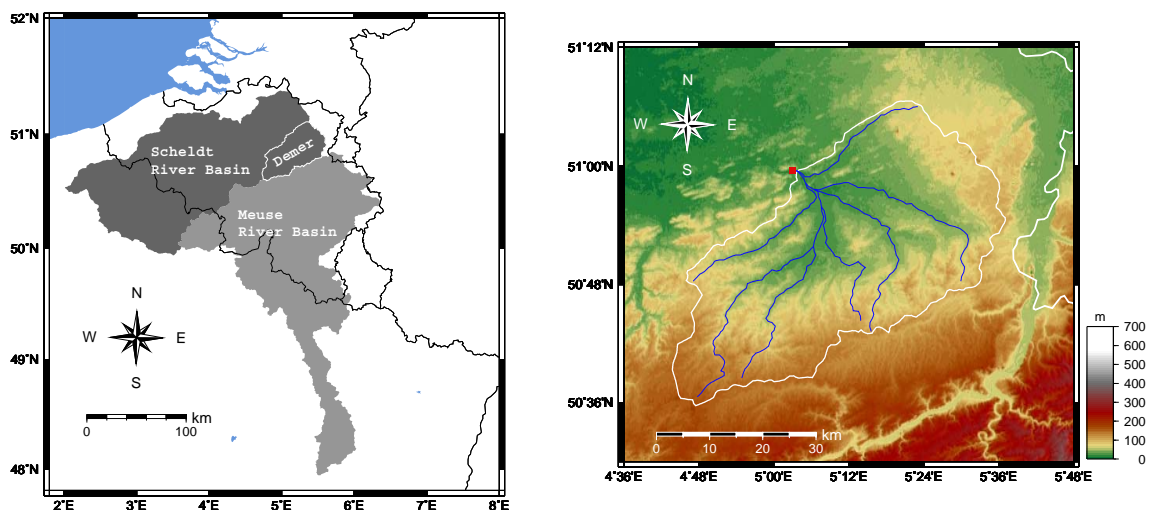 52°N
51°N
50°N
49°N
48°N
2°E 3°E 4°E 5°E 6°E 7°E 8°E
Scheldt
River Basin
Demer
Meuse
River Basin
N
W E
S
km
0 100
51°12'N
51°00'N
50°48'N
50°36'N
4°36'E 4°48'E 5°00'E 5°12'E 5°24'E 5°36'E 5°48'E
N
W E
S
km
0 10 20 30
m
700
600
500
400
300
200
100
0